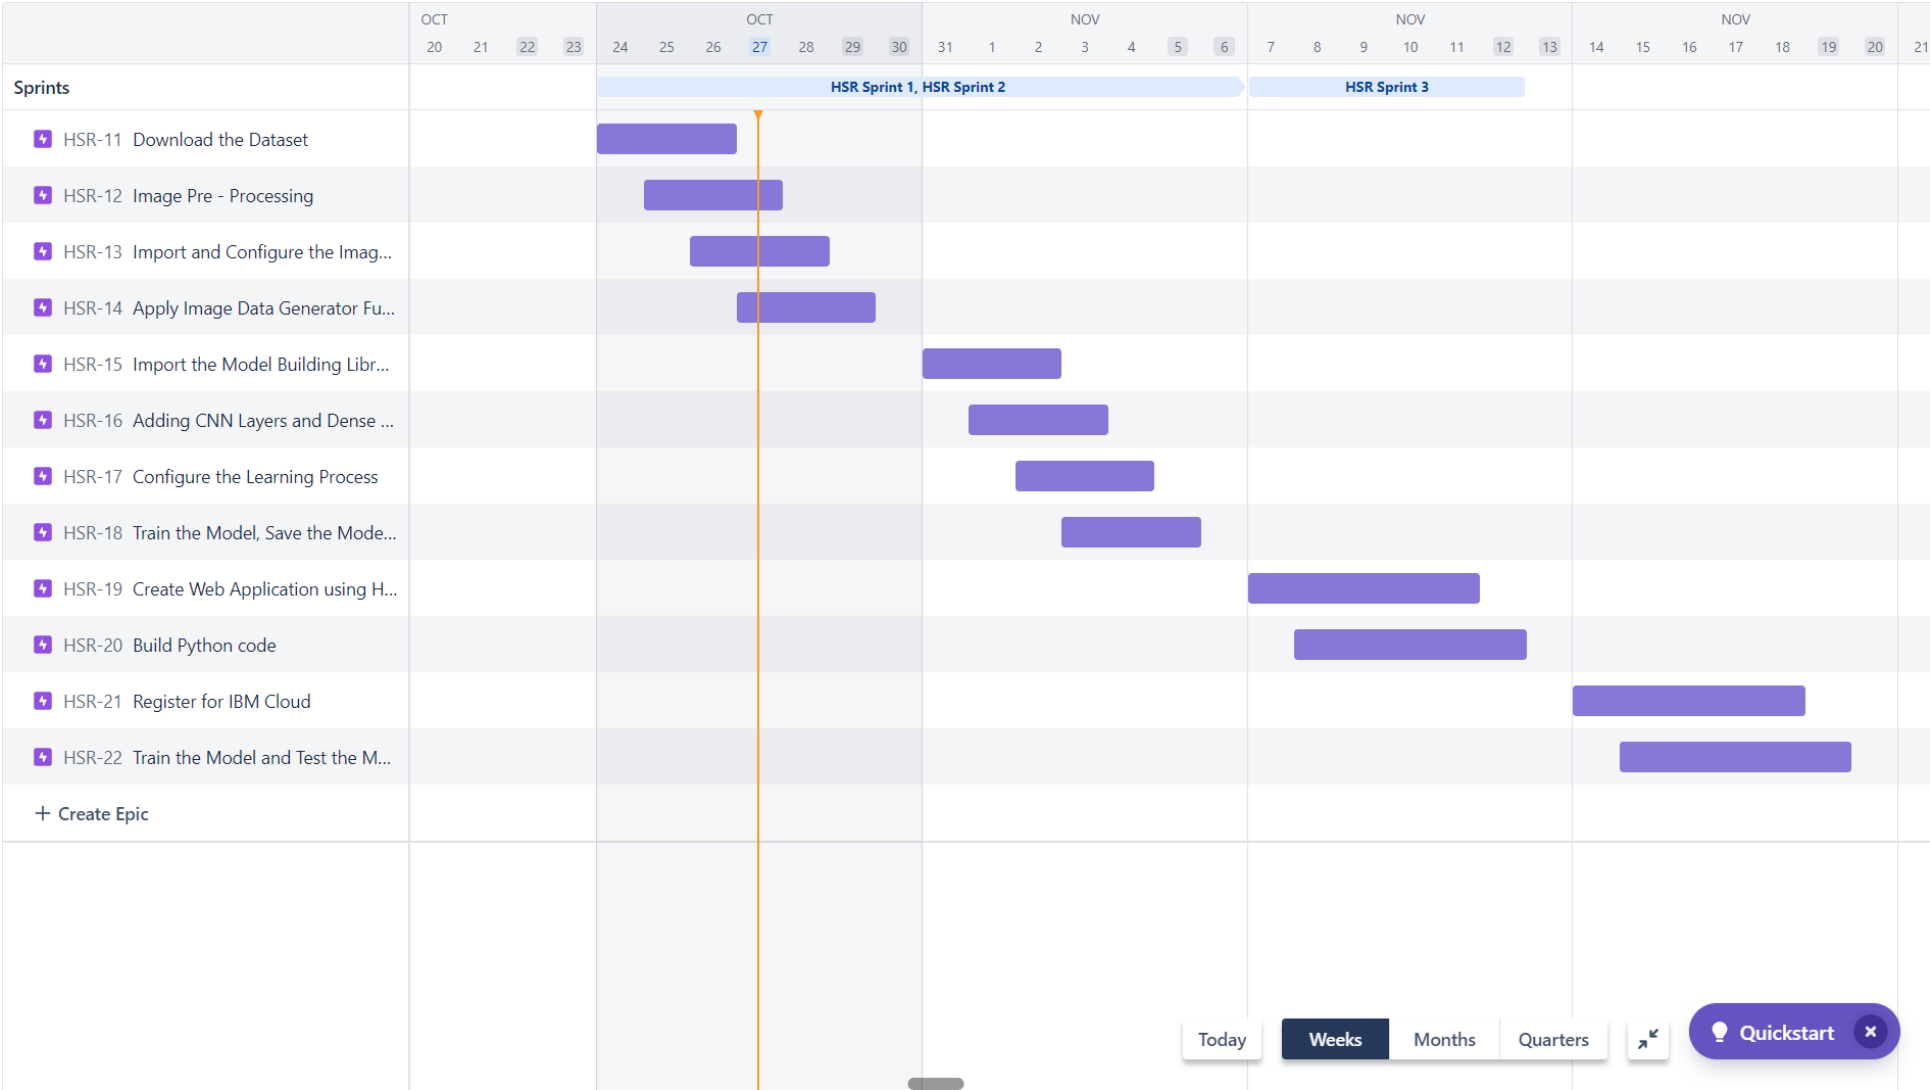 OCT OCT NOV NOV NOV
20 21 22 23 24 25 26 27 28 29 30 31 1 2 3 4 5 6 7 8 9 10 11 12 13 14 15 16 17 18 19 20 21
Sprints HSR Sprint 1, HSR Sprint 2 HSR Sprint 3
HSR-11 Download the Dataset
HSR-12 Image Pre - Processing
HSR-13 Import and Configure the Imag...
HSR-14 Apply Image Data Generator Fu...
HSR-15 Import the Model Building Libr...
HSR-16 Adding CNN Layers and Dense ...
HSR-17 Configure the Learning Process
HSR-18 Train the Model, Save the Mode...
HSR-19 Create Web Application using H...
HSR-20 Build Python code
HSR-21 Register for IBM Cloud
HSR-22 Train the Model and Test the M...
+ Create Epic
Today Weeks Months Quarters Quickstart